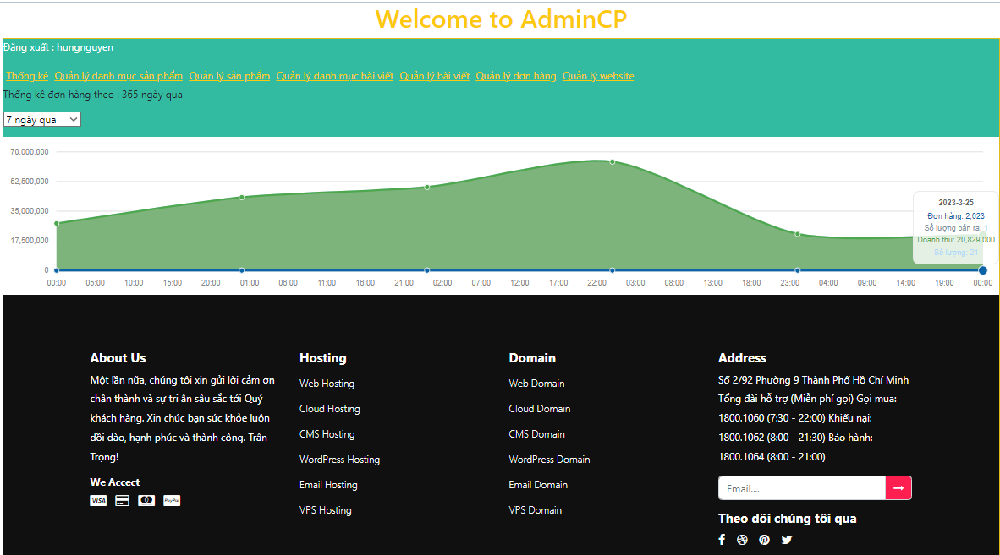 Welcome to AdminCP
Đăng xuất : hungnguyen
Thống kê Quản lý danh mục sản phẩm Quản lý sản phẩm Quản lý danh mục bài viết Quản lý bài viết Quản lý đơn hàng Quản lý website
Thống kê đơn hàng theo : 365 ngày qua
7 ngày qua
70,000,000
52,500,000
35,000,000
17,500,000
0
2023-3-25
Đơn hàng: 2,023
Số lượng bán ra: 1
Doanh thu: 20,829,000
Số lượng: 21
00:00 05:00 10:00 15:00 20:00 01:00 06:00 11:00 16:00 21:00 02:00 07:00 12:00 17:00 22:00 03:00 08:00 13:00 18:00 23:00 04:00 09:00 14:00 19:00 00:00
About Us
Một lần nữa, chúng tôi xin gửi lời cảm ơn
chân thành và sự tri ân sâu sắc tới Quý
khách hàng. Xin chúc bạn sức khỏe luôn
dồi dào, hạnh phúc và thành công. Trân
Trọng!
We Accect
VISA
PayPal
Hosting
Web Hosting
Cloud Hosting
CMS Hosting
WordPress Hosting
Email Hosting
VPS Hosting
Domain
Web Domain
Cloud Domain
CMS Domain
WordPress Domain
Email Domain
VPS Domain
Address
Số 2/92 Phường 9 Thành Phố Hồ Chí Minh
Tổng đài hỗ trợ (Miễn phí gọi) Gọi mua:
1800.1060 (7:30 - 22:00) Khiếu nại:
1800.1062 (8:00 - 21:30) Bảo hành:
1800.1064 (8:00 - 21:00)
Email....
Theo dõi chúng tôi qua